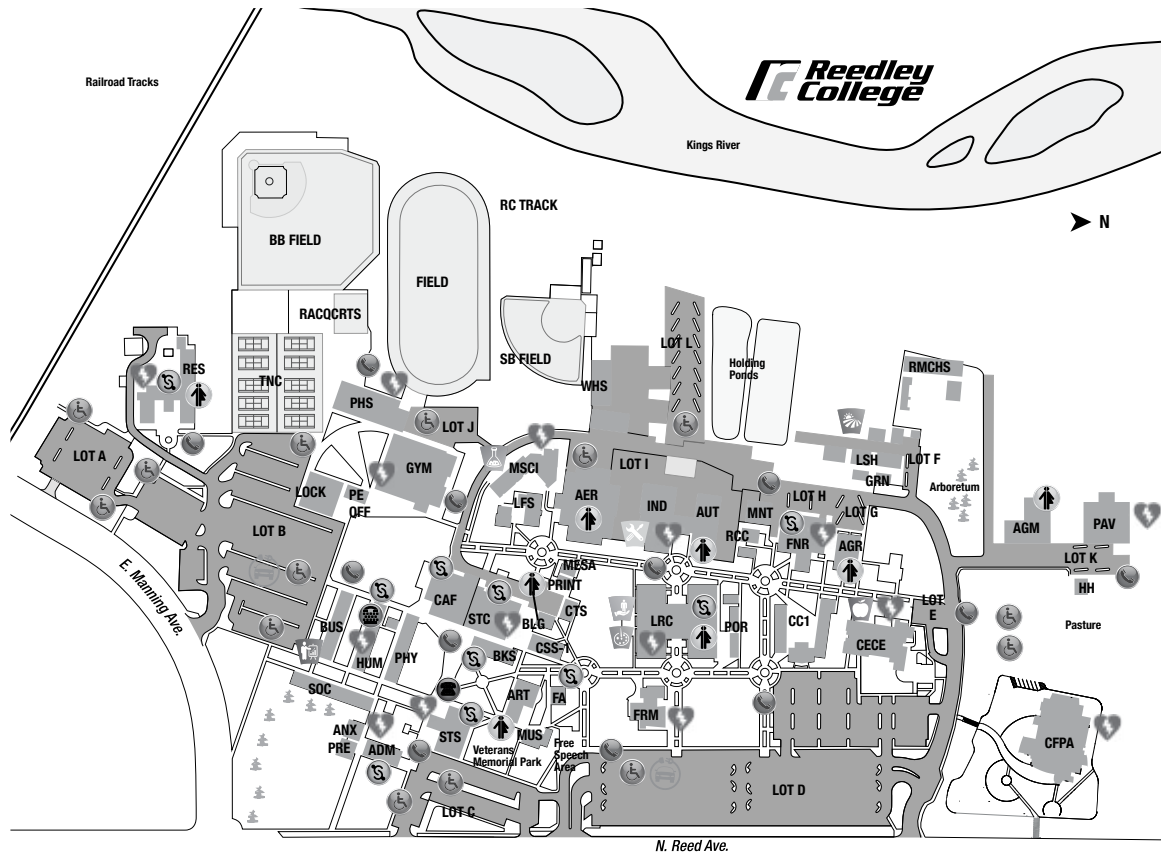 Railroad Tracks
Reedley
College
Kings River
N
RC TRACK
BB FIELD
FIELD
RACQCRTS
SB FIELD
LOT L
Holding
Ponds
RMCHS
RES
TNC
WHS
PHS
LOT J
LOT A
GYM
MSCI
LOT I
LSH
LOT F
GRN
Arboretum
LOCK
PE
OFF
LFS
AER
IND
AUT
MNT
LOT H
LOT G
AGM
PAV
LOT B
RCC
FNR
AGR
LOT K
MESA
PRINT
HH
E. Manning Ave.
CAF
STC
BLG
CTS
LOT
E
BUS
HUM
PHY
BKS
CSS-1
LRC
POR
CC1
CECE
Pasture
SOC
ART
FA
FRM
ANX
PRE
ADM
STS
MUS
Veterans
Memorial Park
Free
Speech
Area
CFPA
LOT C
LOT D
N. Reed Ave.